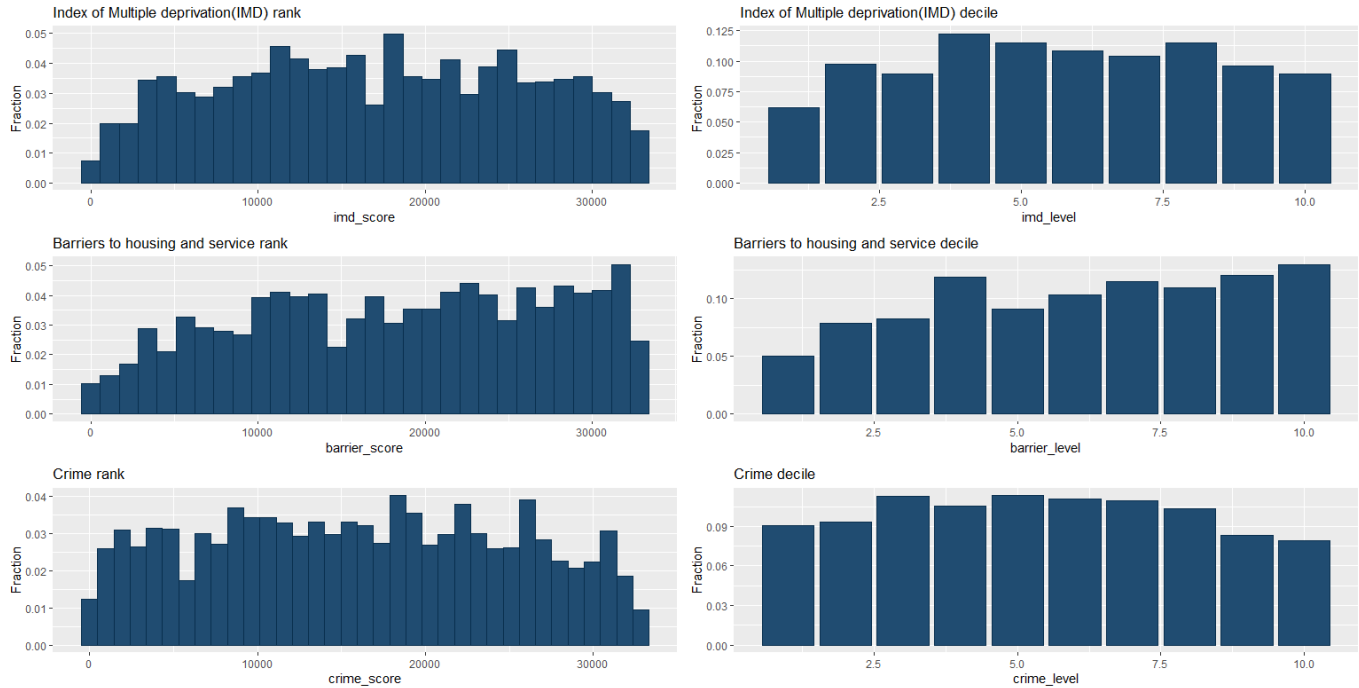 Index of Multiple deprivation(IMD) rank
0.05
0.04
0.03
0.02
0.01
0.00
Fraction
0 10000 20000 30000
imd_score
Index of Multiple deprivation(IMD) decile
0.125
0.100
0.075
0.050
0.025
0.000
Fraction
2.5 5.0 7.5 10.0
imd_level
Barriers to housing and service rank
0.05
0.04
0.03
0.02
0.01
0.00
Fraction
0 10000 20000 30000
barrier_score
Barriers to housing and service decile
0.10
0.05
0.00
Fraction
2.5 5.0 7.5 10.0
barrier_level
Crime rank
0.04
0.03
0.02
0.01
0.00
Fraction
0 10000 20000 30000
crime_score
Crime decile
0.09
0.06
0.03
0.00
Fraction
2.5 5.0 7.5 10.0
crime_level